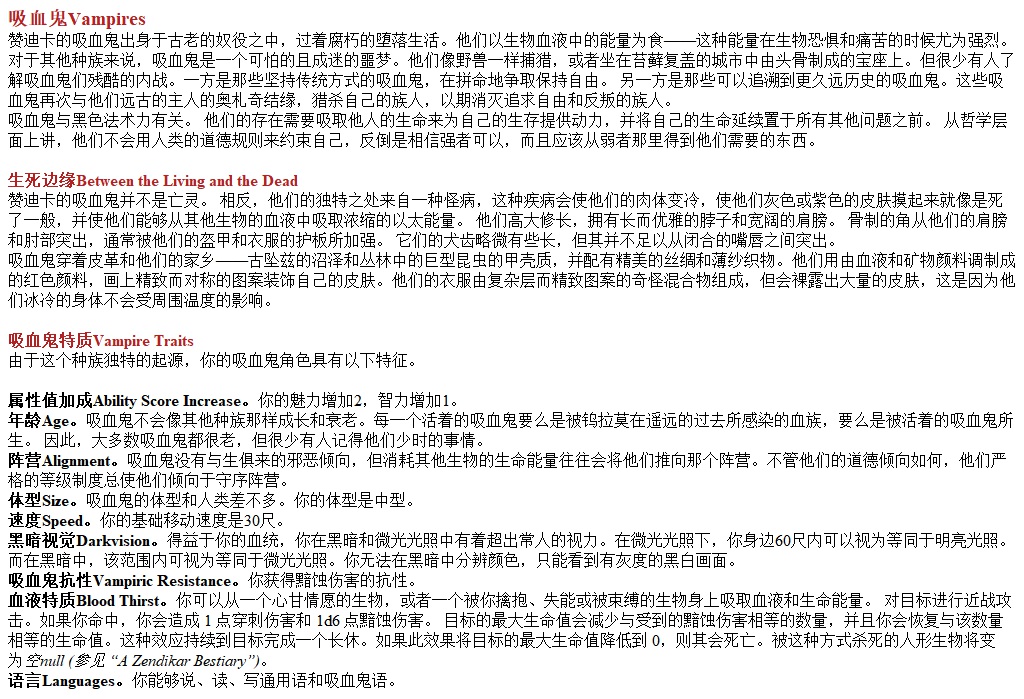 吸血鬼Vampires
赞迪卡的吸血鬼出身于古老的奴役之中，过着腐朽的堕落生活。他们以生物血液中的能量为食——这种能量在生物恐惧和痛苦的时候尤为强烈。
对于其他种族来说，吸血鬼是一个可怕的且成迷的噩梦。他们像野兽一样捕猎，或者坐在苔藓复盖的城市中由头骨制成的宝座上。但很少有人了
解吸血鬼们残酷的内战。一方是那些坚持传统方式的吸血鬼，在拼命地争取保持自由。 另一方是那些可以追溯到更久远历史的吸血鬼。这些吸
血鬼再次与他们远古的主人的奥札奇结缘，猎杀自己的族人，以期消灭追求自由和反叛的族人。
吸血鬼与黑色法术力有关。 他们的存在需要吸取他人的生命来为自己的生存提供动力，并将自己的生命延续置于所有其他问题之前。 从哲学层
面上讲，他们不会用人类的道德规则来约束自己，反倒是相信强者可以，而且应该从弱者那里得到他们需要的东西。
生死边缘Between the Living and the Dead
赞迪卡的吸血鬼并不是亡灵。 相反，他们的独特之处来自一种怪病，这种疾病会使他们的肉体变冷，使他们灰色或紫色的皮肤摸起来就像是死
了一般，并使他们能够从其他生物的血液中吸取浓缩的以太能量。 他们高大修长，拥有长而优雅的脖子和宽阔的肩膀。 骨制的角从他们的肩膀
和肘部突出，通常被他们的盔甲和衣服的护板所加强。 它们的犬齿略微有些长，但其并不足以从闭合的嘴唇之间突出。
吸血鬼穿着皮革和他们的家乡——古坠兹的沼泽和丛林中的巨型昆虫的甲壳质，并配有精美的丝绸和薄纱织物。他们用由血液和矿物颜料调制成
的红色颜料，画上精致而对称的图案装饰自己的皮肤。他们的衣服由复杂层而精致图案的奇怪混合物组成，但会裸露出大量的皮肤，这是因为他
们冰冷的身体不会受周围温度的影响。
吸血鬼特质Vampire Traits
由于这个种族独特的起源，你的吸血鬼角色具有以下特征。
属性值加成Ability Score Increase。你的魅力增加2，智力增加1。
年龄Age。吸血鬼不会像其他种族那样成长和衰老。每一个活着的吸血鬼要么是被钨拉莫在遥远的过去所感染的血族，要么是被活着的吸血鬼所
生。 因此，大多数吸血鬼都很老，但很少有人记得他们少时的事情。
阵营Alignment。吸血鬼没有与生俱来的邪恶倾向，但消耗其他生物的生命能量往往会将他们推向那个阵营。不管他们的道德倾向如何，他们严
格的等级制度总使他们倾向于守序阵营。
体型Size。吸血鬼的体型和人类差不多。你的体型是中型。
速度Speed。你的基础移动速度是30尺。
黑暗视觉Darkvision。得益于你的血统，你在黑暗和微光光照中有着超出常人的视力。在微光光照下，你身边60尺内可以视为等同于明亮光照。
而在黑暗中，该范围内可视为等同于微光光照。你无法在黑暗中分辨颜色，只能看到有灰度的黑白画面。
吸血鬼抗性Vampiric Resistance。你获得黯蚀伤害的抗性。
血液特质Blood Thirst。你可以从一个心甘情愿的生物，或者一个被你擒抱、失能或被束缚的生物身上吸取血液和生命能量。 对目标进行近战攻
击。如果你命中，你会造成 1 点穿刺伤害和 1d6 点黯蚀伤害。 目标的最大生命值会减少与受到的黯蚀伤害相等的数量，并且你会恢复与该数量
相等的生命值。这种效应持续到目标完成一个长休。如果此效果将目标的最大生命值降低到 0，则其会死亡。被这种方式杀死的人形生物将变
为空null (参见 “A Zendikar Bestiary”)。
语言Languages。你能够说、读、写通用语和吸血鬼语。